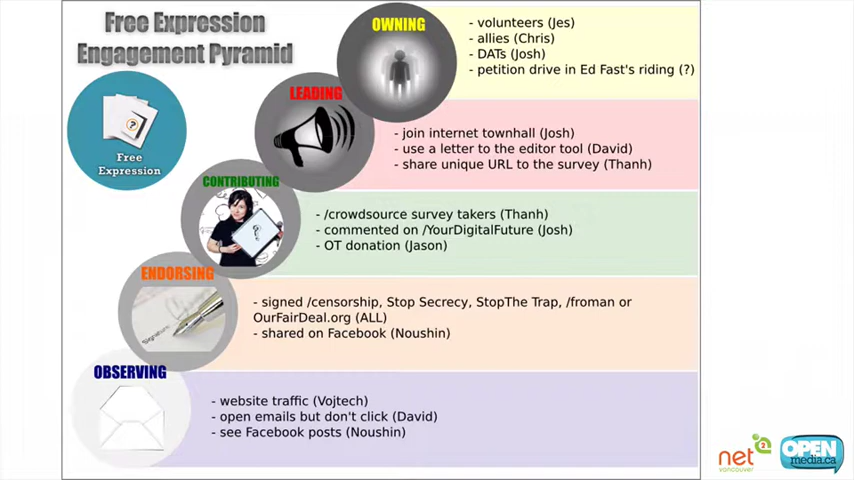 Free Expression
Engagement Pyramid
OWNING
- volunteers (Jes)
- allies (Chris)
- DATs (Josh)
- petition drive in Ed Fast's riding (?)
LEADING
- join internet townhall (Josh)
- use a letter to the editor tool (David)
- share unique URL to the survey (Thanh)
?
Free
Expression
CONTRIBUTING
- /crowdsource survey takers (Thanh)
- commented on /YourDigitalFuture (Josh)
- OT donation (Jason)
?
ENDORSING
- signed /censorship, Stop Secrecy, StopThe Trap, /froman or
OurFairDeal.org (ALL)
- shared on Facebook (Noushin)
Signature:
OBSERVING
- website traffic (Vojtech)
- open emails but don't click (David)
- see Facebook posts (Noushin)
net2
vancouver
OPEN
media.ca